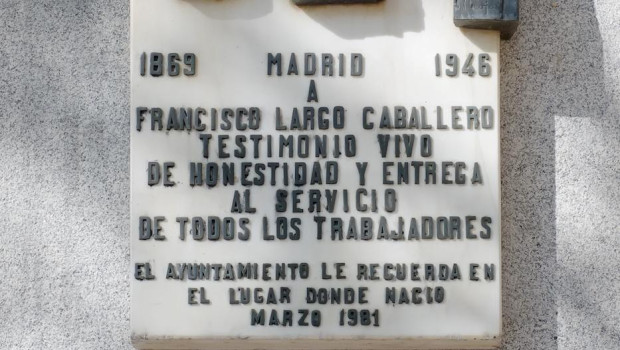 1869 MADRID 1946
A
FRANCISCO LARGO CABALLERO
TESTIMONIO VIVO
DE HONESTIDAD Y ENTREGA
AL SERVICIO
DE TODOS LOS TRABAJADORES
EL AYUNTAMIENTO LE RECUERDA EN
EL LUGAR DONDE NACIO
MARZO 1981